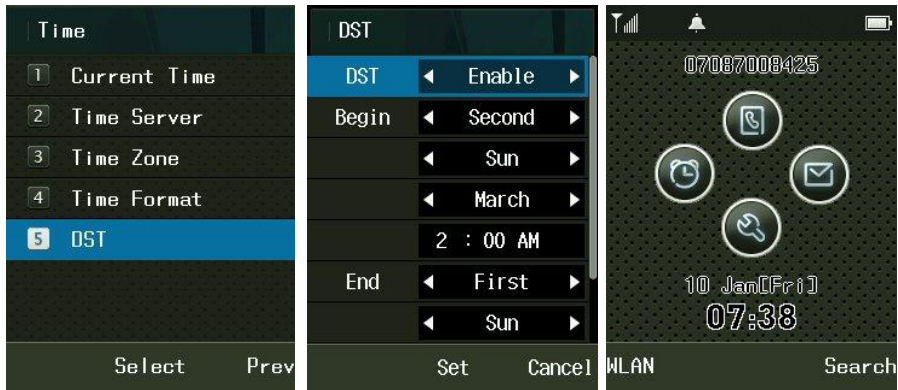 Time
1 Current Time
2 Time Server
3 Time Zone
4 Time Format
5 DST
Select Prev
DST
DST Enable
Begin Second
Sun
March
2 : 00 AM
End First
Sun
Set Cancel
07087008425
10 Jan[Fri]
07:38
WLAN Search